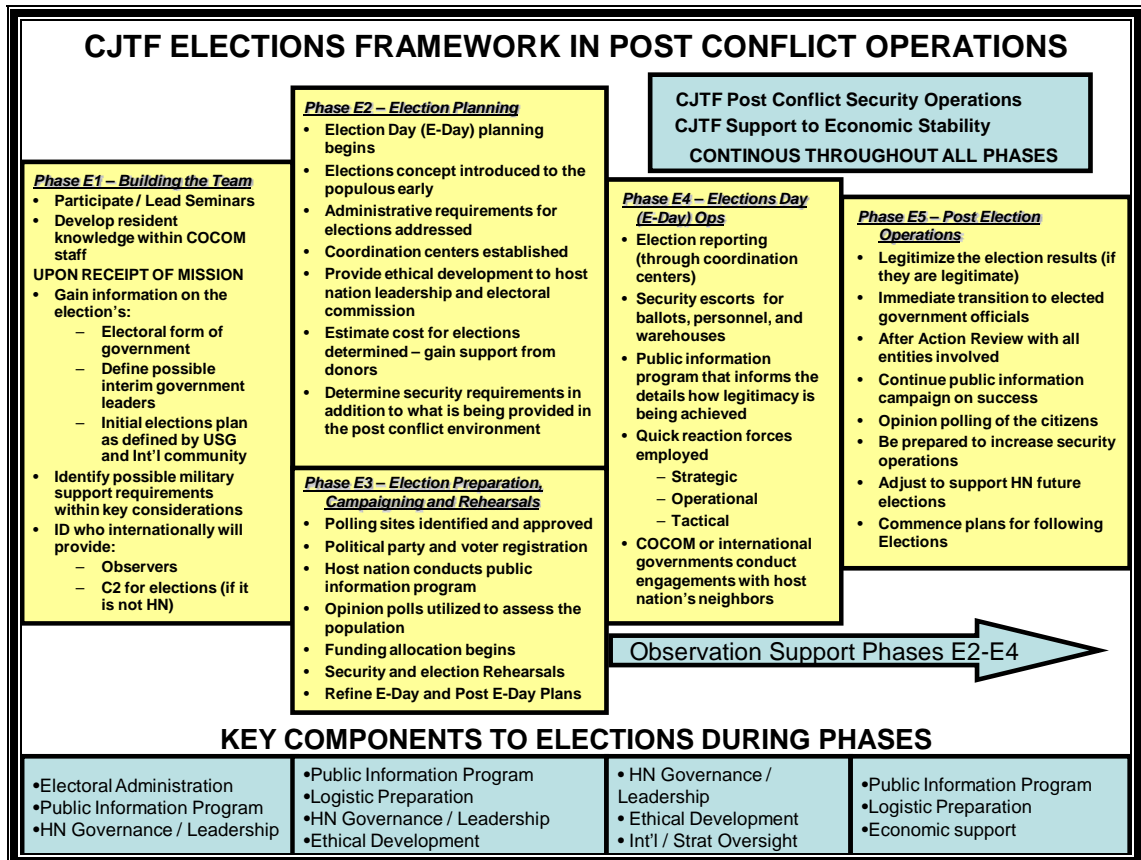 CJTF ELECTIONS FRAMEWORK IN POST CONFLICT OPERATIONS
CJTF Post Conflict Security Operations
CJTF Support to Economic Stability
CONTINOUS THROUGHOUT ALL PHASES
Phase E1 – Building the Team
• Participate / Lead Seminars
• Develop resident
knowledge within COCOM
staff
UPON RECEIPT OF MISSION
• Gain information on the
election's:
– Electoral form of
government
– Define possible
interim government
leaders
– Initial elections plan
as defined by USG
and Int'l community
• Identify possible military
support requirements
within key considerations
• ID who internationally will
provide:
– Observers
– C2 for elections (if it
is not HN)
Phase E2 – Election Planning
• Election Day (E-Day) planning
begins
• Elections concept introduced to the
populous early
• Administrative requirements for
elections addressed
• Coordination centers established
• Provide ethical development to host
nation leadership and electoral
commission
• Estimate cost for elections
determined – gain support from
donors
• Determine security requirements in
addition to what is being provided in
the post conflict environment
Phase E3 – Election Preparation,
Campaigning and Rehearsals
• Polling sites identified and approved
• Political party and voter registration
• Host nation conducts public
information program
• Opinion polls utilized to assess the
population
• Funding allocation begins
• Security and election Rehearsals
• Refine E-Day and Post E-Day Plans
Phase E4 – Elections Day
(E-Day) Ops
• Election reporting
(through coordination
centers)
• Security escorts for
ballots, personnel, and
warehouses
• Public information
program that informs the
details how legitimacy is
being achieved
• Quick reaction forces
employed
– Strategic
– Operational
– Tactical
• COCOM or international
governments conduct
engagements with host
nation's neighbors
Phase E5 – Post Election
Operations
• Legitimize the election results (if
they are legitimate)
• Immediate transition to elected
government officials
• After Action Review with all
entities involved
• Continue public information
campaign on success
• Opinion polling of the citizens
• Be prepared to increase security
operations
• Adjust to support HN future
elections
• Commence plans for following
Elections
Observation Support Phases E2-E4
KEY COMPONENTS TO ELECTIONS DURING PHASES
•Electoral Administration
•Public Information Program
•HN Governance / Leadership
•Public Information Program
•Logistic Preparation
•HN Governance / Leadership
•Ethical Development
• HN Governance /
Leadership
• Ethical Development
• Int'l / Strat Oversight
•Public Information Program
•Logistic Preparation
•Economic support